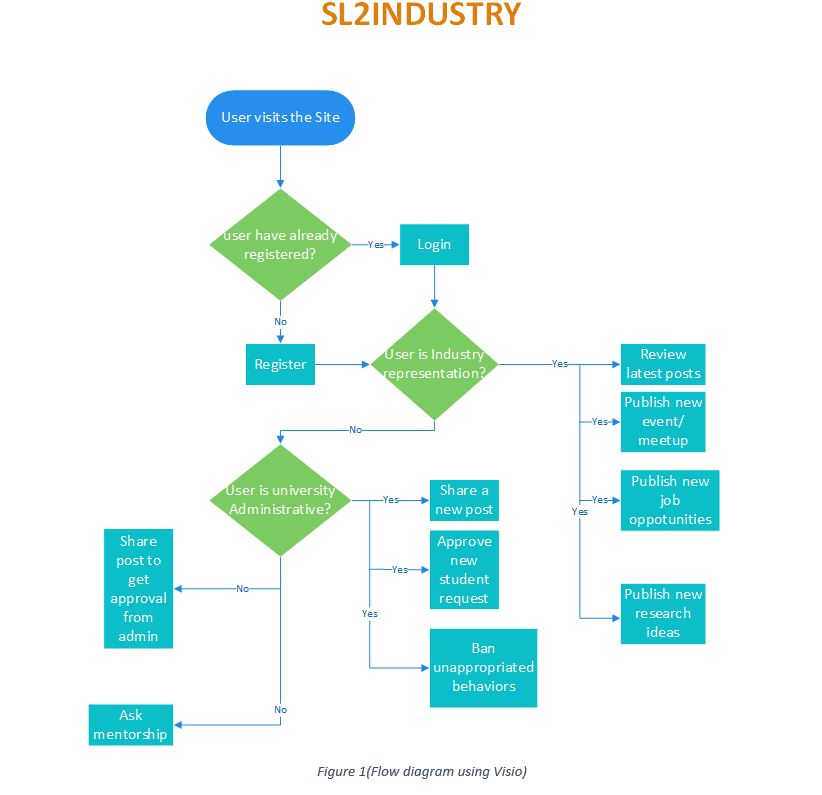 SL2INDUSTRY
User visits the Site
user have already
registered?
Yes
Login
No
Register
User is Industry
representation?
Yes
Review
latest posts
Yes
Publish new
event/
meetup
Yes
Publish new
job
oppotunities
Yes
Publish new
research
ideas
No
User is university
Administrative?
Yes
Share a
new post
Yes
Approve
new
student
request
Yes
Ban
unappropriated
behaviors
No
Share
post to
get
approval
from
admin
No
Ask
mentorship
Figure 1(Flow diagram using Visio)